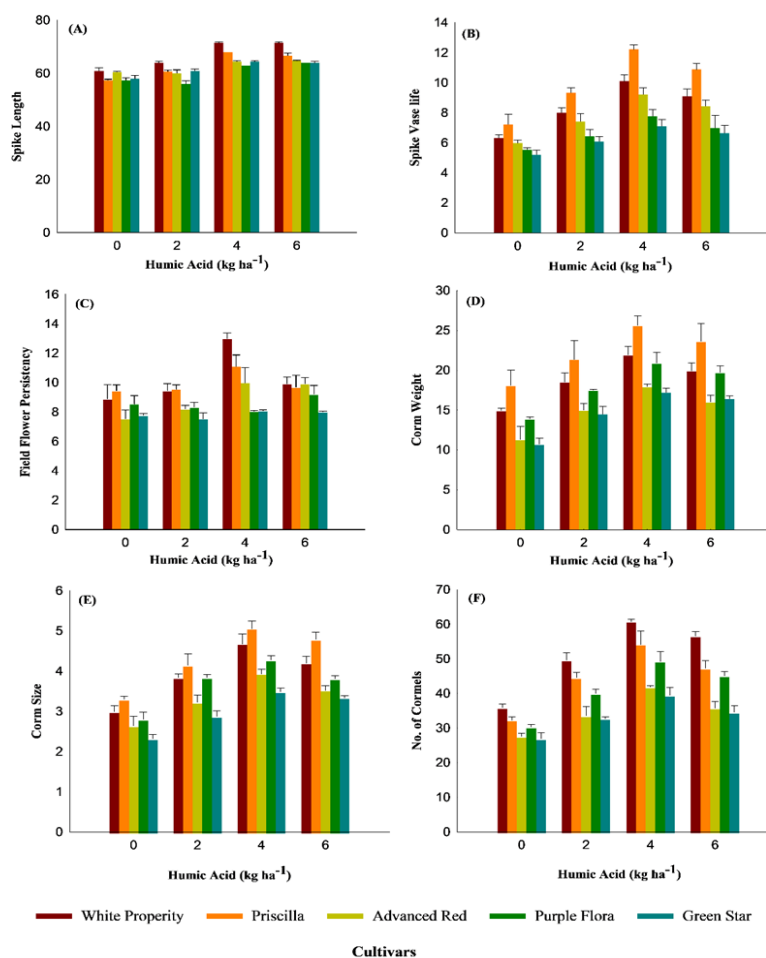 (A)
80
60
40
20
0
Spike Length
0 2 4 6
Humic Acid (kg ha⁻¹)
(B)
14
12
10
8
6
4
2
0
Spike Vase life
0 2 4 6
Humic Acid (kg ha⁻¹)
(C)
16
14
12
10
8
6
4
2
0
Field Flower Persistency
0 2 4 6
Humic Acid (kg ha⁻¹)
(D)
30
25
20
15
10
5
0
Corm Weight
0 2 4 6
Humic Acid (kg ha⁻¹)
(E)
6
5
4
3
2
1
0
Corm Size
0 2 4 6
Humic Acid (kg ha⁻¹)
(F)
70
60
50
40
30
20
10
0
No. of Cormels
0 2 4 6
Humic Acid (kg ha⁻¹)
White Properity Priscilla Advanced Red Purple Flora Green Star
Cultivars